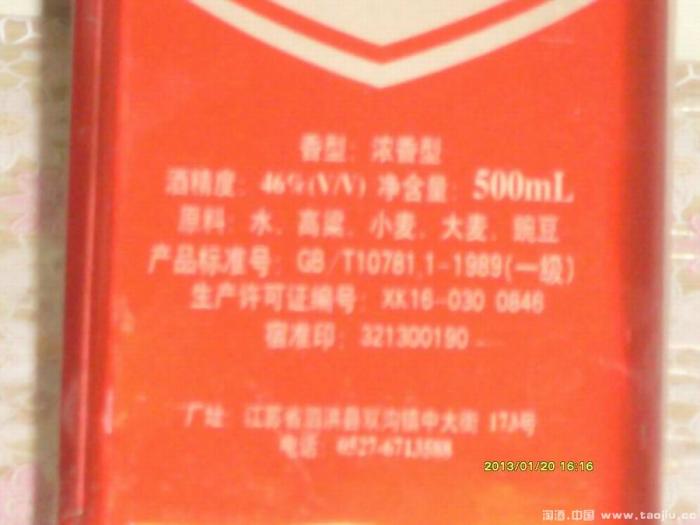 香型：浓香型
酒精度：46%(V/V) 净含量：500mL
原料：水、高梁、小麦、大麦、豌豆
产品标准号：GB/T10781.1-1989(一级)
生产许可证编号：XK16-030 0846
宿准印：321300190
厂址：江苏省泗洪县双沟镇中大街 173号
电话：0527-6713588
2013/01/20 16:16
淘酒.中国 www.taojiu.cc